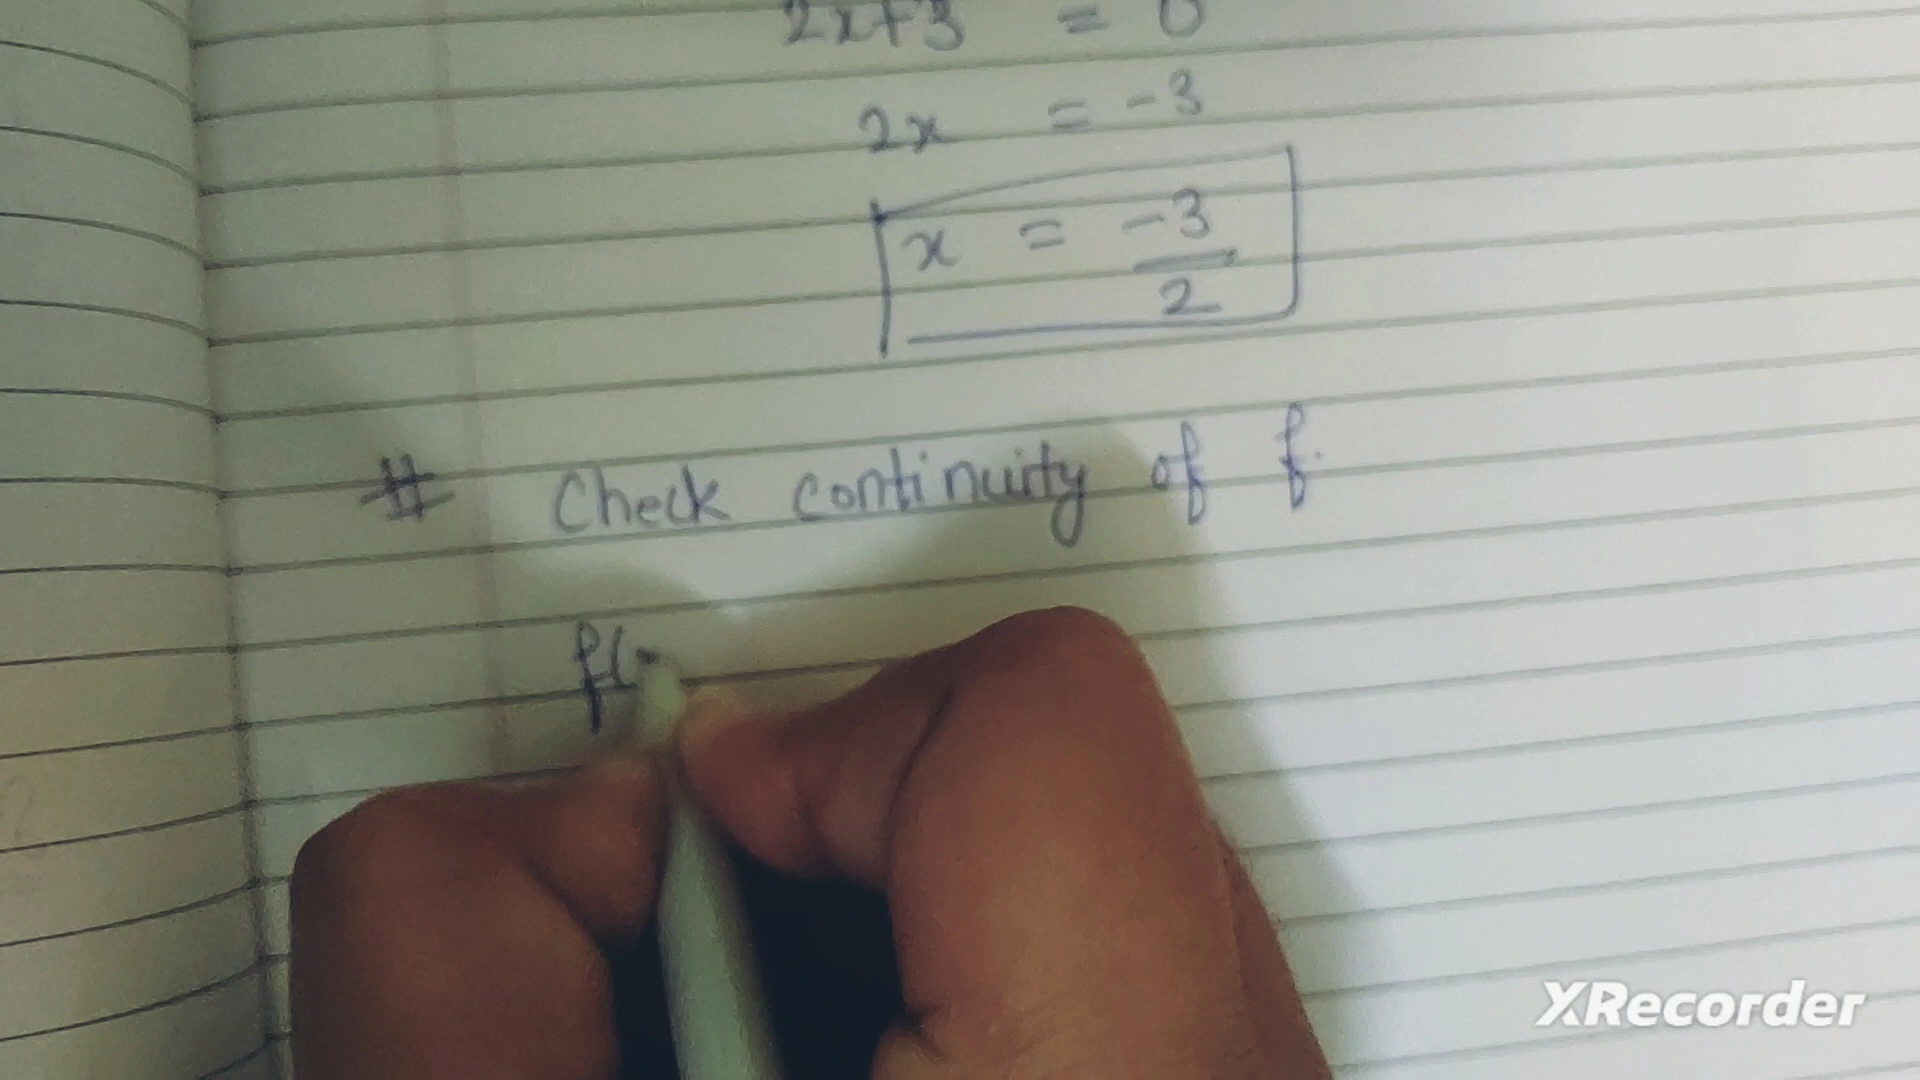 2x+3 = 0
2x = -3
x = -3/2
# Check continuity of f.
f(
XRecorder